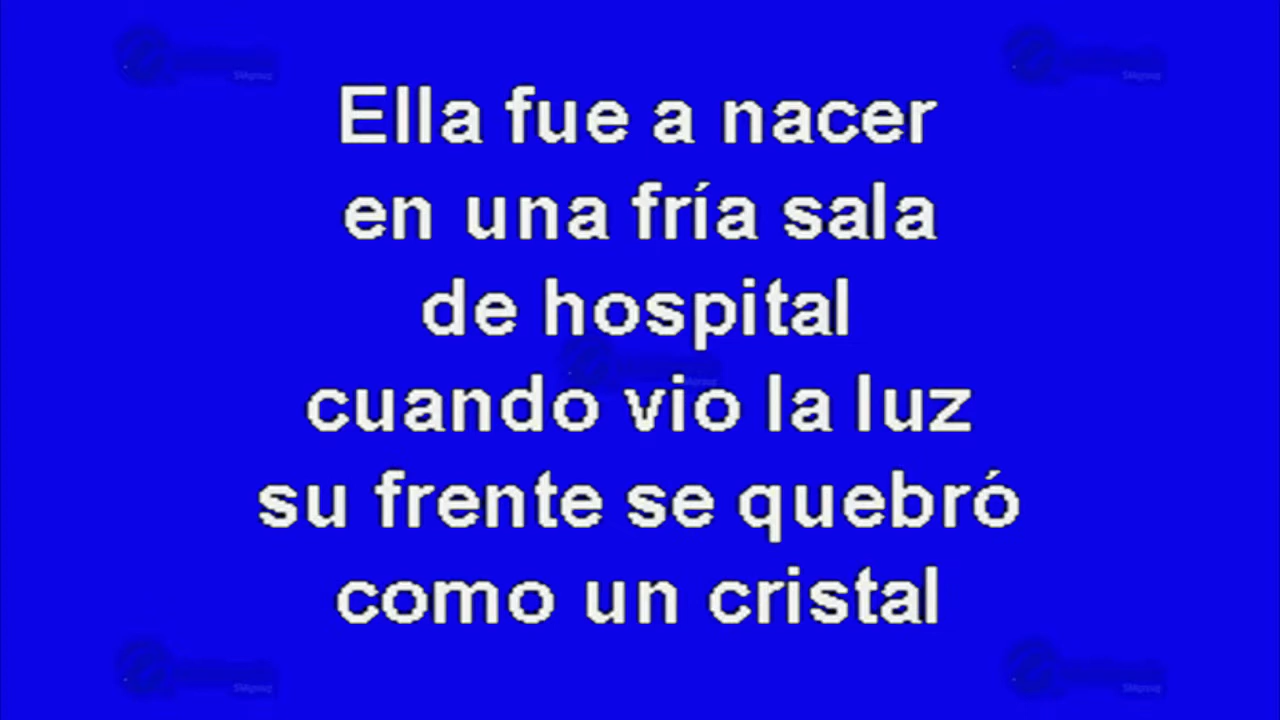 Ella fue a nacer
en una fría sala
de hospital
cuando vio la luz
su frente se quebró
como un cristal